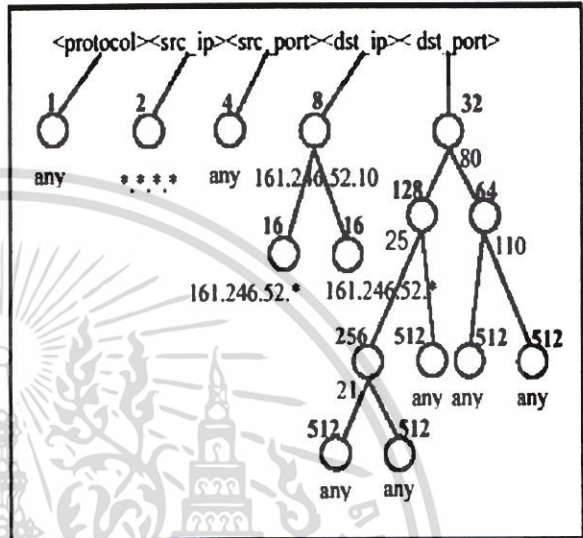 <protocol><src_ip><src_port><dst_ip>< dst_port>
1 2 4 8 32
any *.*.*.* any 161.246.52.10 80
128 64
16 16 25 110
161.246.52.* 161.246.52.*
256 512 512 512
21 any any any
512 512
any any